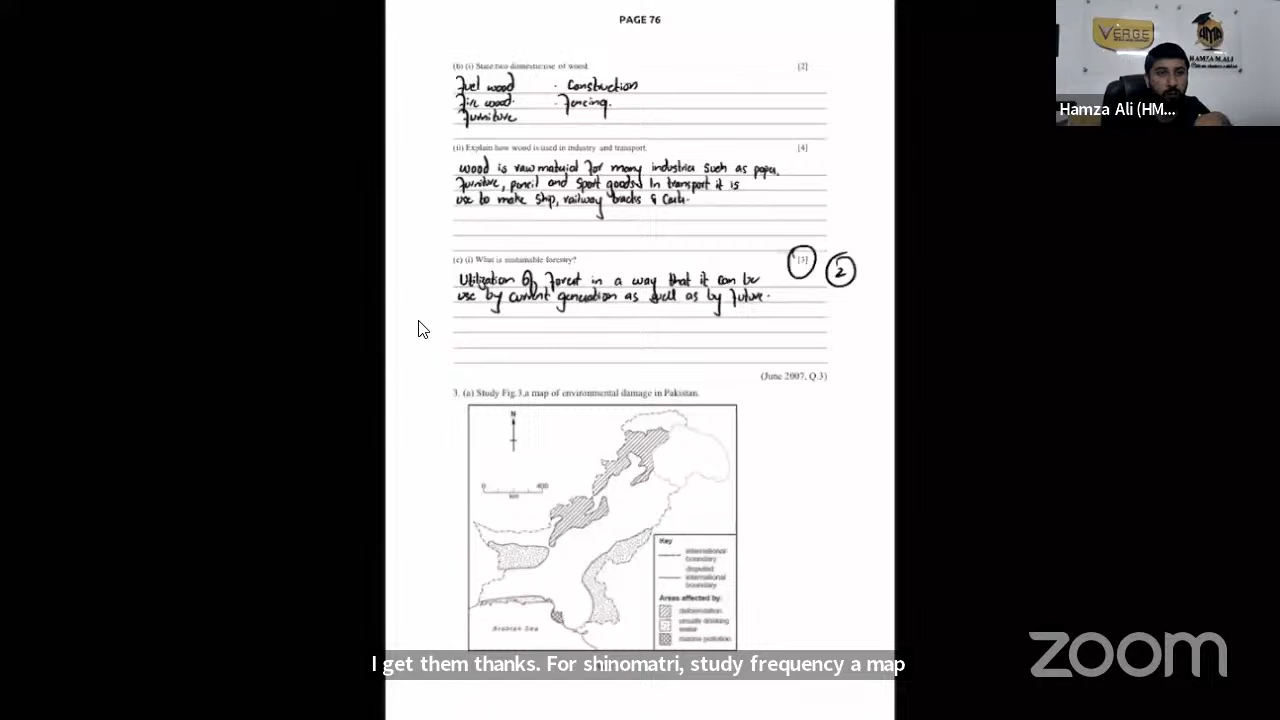 PAGE 76
(b) (i) State two domestic use of wood. [2]
Fuel wood · Construction
Fire wood · Fencing.
Furniture
(ii) Explain how wood is used in industry and transport. [4]
Wood is raw material for many industries such as paper,
Furniture, pencil and sport goods. In transport it is
use to make ship, railway tracks &
(c) (i) What is sustainable forestry? [3] 2
Utilization of forest in a way that it can be
use by current generation as well as by future.
(June 2007, Q.3)
3. (a) Study Fig.3,a map of environmental damage in Pakistan.
N
0 400
km
Arabian Sea
Key
international
boundary
disputed
international
boundary
Areas affected by:
deforestation
unsafe drinking
water
marine pollution
VERGE
HMA
HAMZA M.ALI
Hamza Ali (HM...
I get them thanks. For shinomatri, study frequency a map
zoom